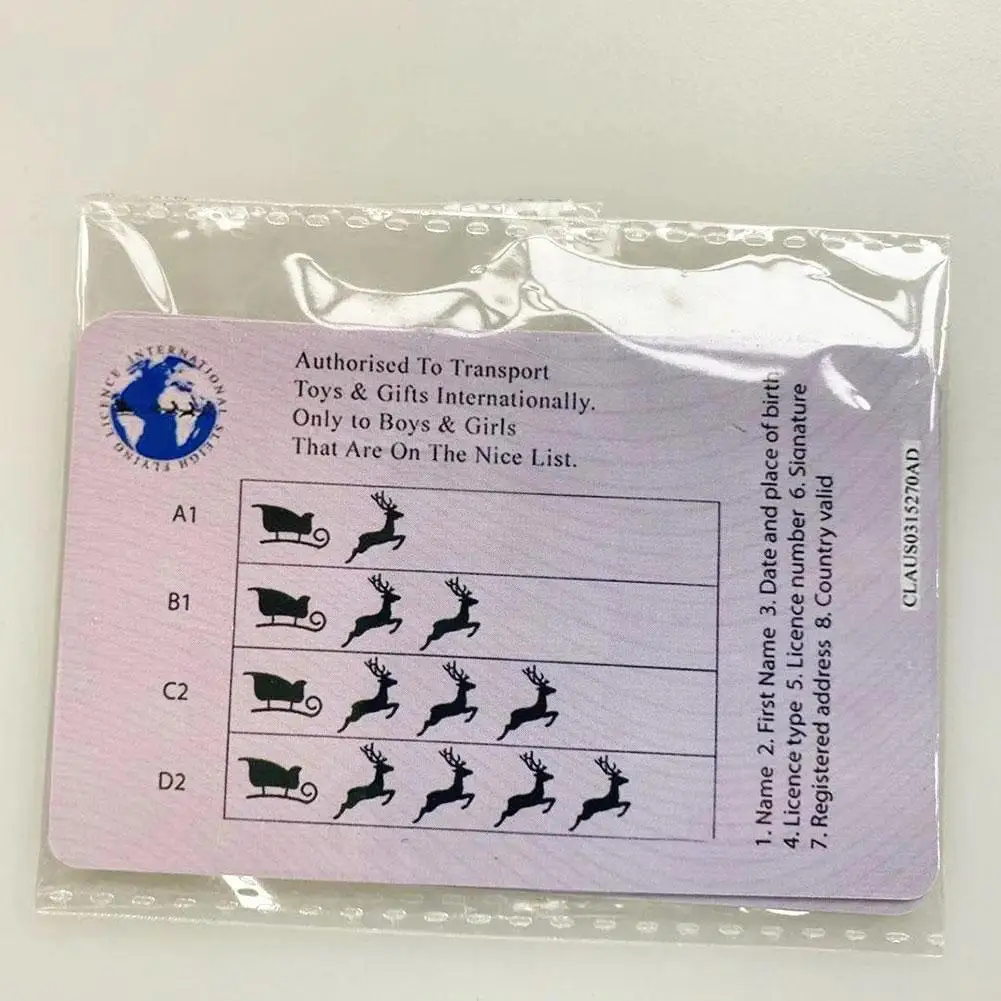 INTERNATIONAL SLEIGH FLYING LICENCE
Authorised To Transport
Toys & Gifts Internationally.
Only to Boys & Girls
That Are On The Nice List.
A1
B1
C2
D2
1. Name 2. First Name 3. Date and place of birth
4. Licence type 5. Licence number 6. Signature
7. Registered address 8. Country valid
CLAUS0315270AD